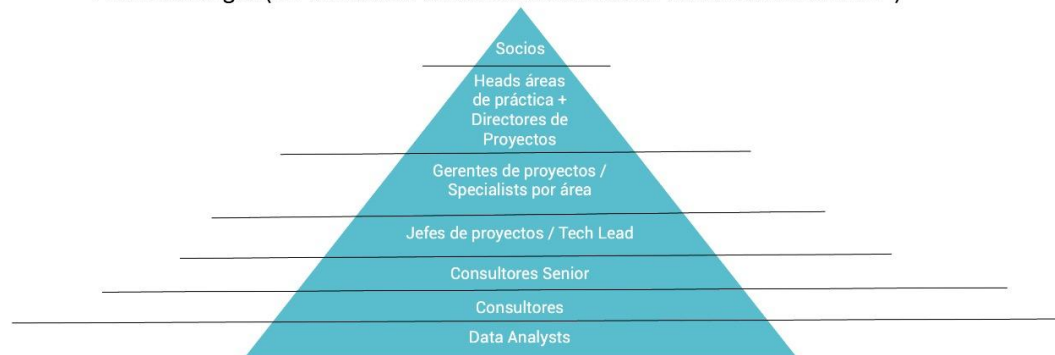 Socios
Heads áreas
de práctica +
Directores de
Proyectos
Gerentes de proyectos /
Specialists por área
Jefes de proyectos / Tech Lead
Consultores Senior
Consultores
Data Analysts